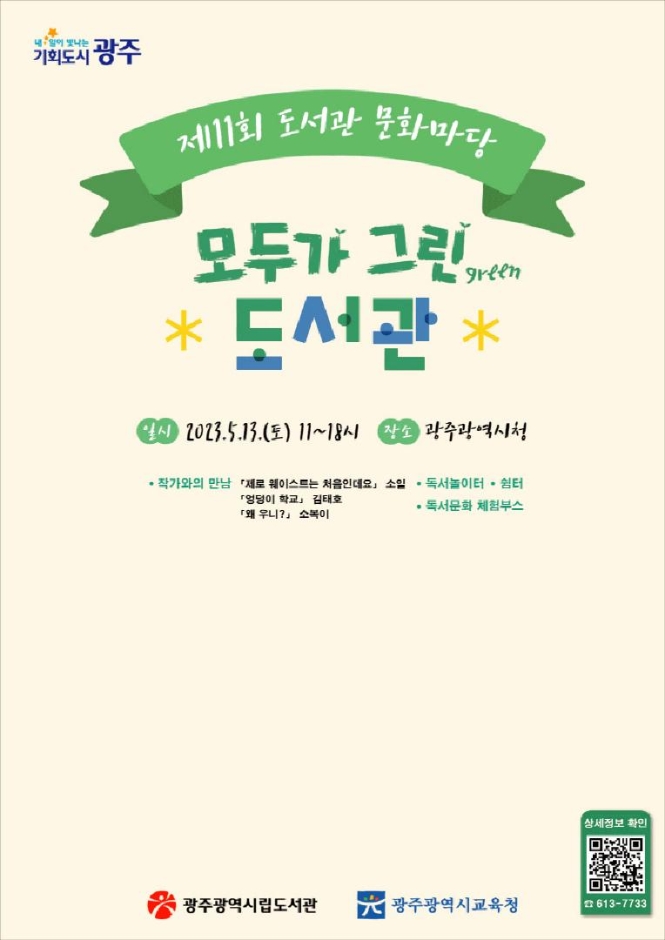 내☆일이 빛나는
기회도시 광주
제11회 도서관 문화마당
모두가 그린
green
도서관
일시 2023.5.13.(토) 11~18시 장소 광주광역시청
• 작가와의 만남 「제로 웨이스트는 처음인데요」 소일 • 독서놀이터 • 쉼터
「엉덩이 학교」 김태호 • 독서문화 체험부스
「왜 우니?」 소복이
상세정보 확인
☎ 613-7733
광주광역시립도서관 광주광역시교육청